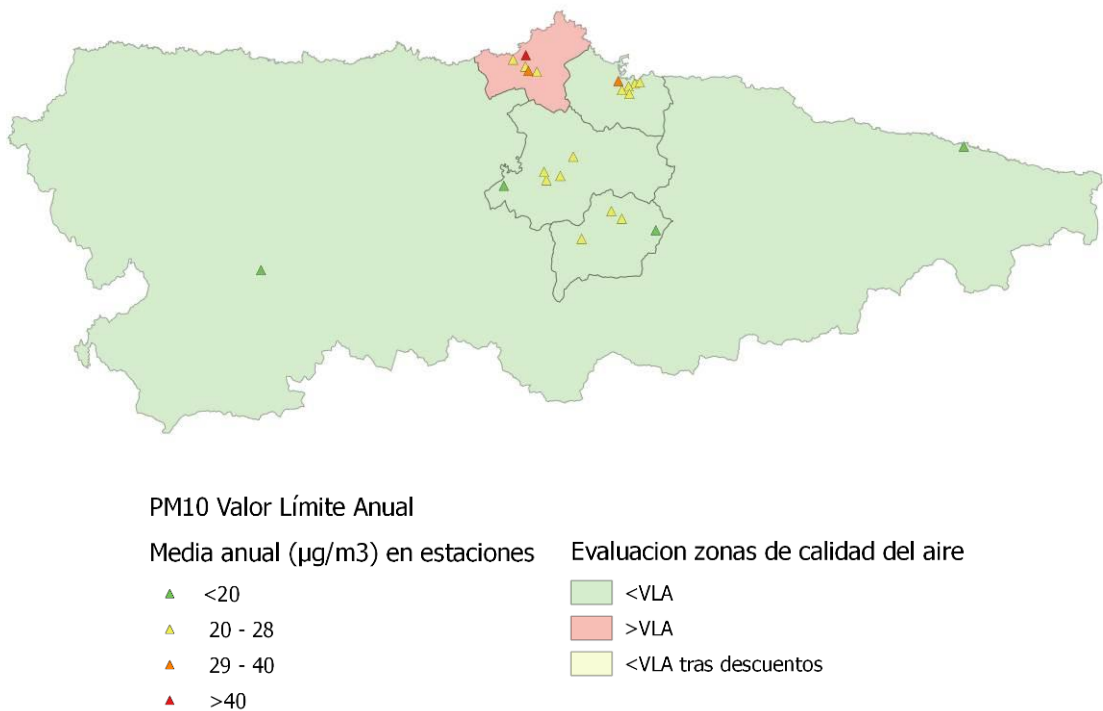 PM10 Valor Límite Anual
Media anual (µg/m3) en estaciones
<20
20 - 28
29 - 40
>40
Evaluacion zonas de calidad del aire
<VLA
>VLA
<VLA tras descuentos